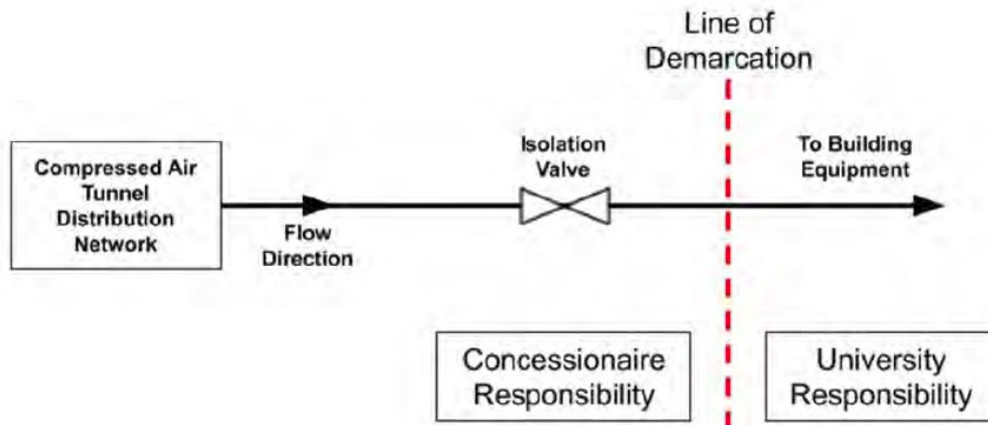 Line of
Demarcation
Compressed Air
Tunnel
Distribution
Network
Flow
Direction
Isolation
Valve
To Building
Equipment
Concessionaire
Responsibility
University
Responsibility